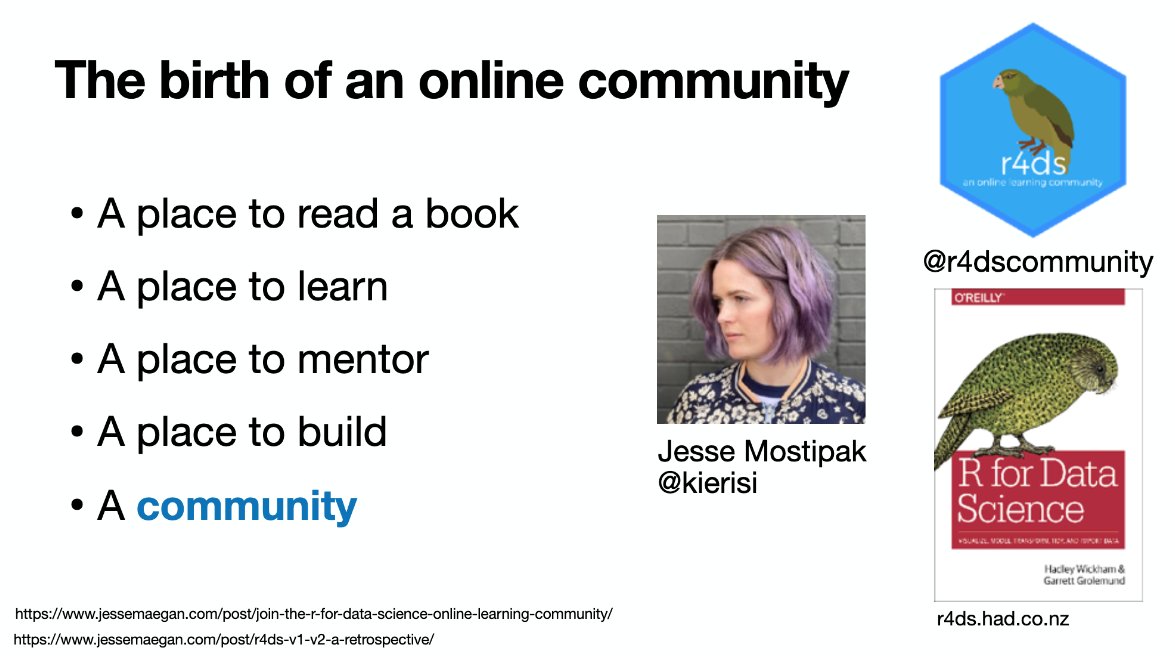 The birth of an online community
• A place to read a book
• A place to learn
• A place to mentor
• A place to build
• A community
https://www.jessemaegan.com/post/join-the-r-for-data-science-online-learning-community/
https://www.jessemaegan.com/post/r4ds-v1-v2-a-retrospective/
Jesse Mostipak
@kierisi
r4ds
an online learning community
@r4dscommunity
O'REILLY
R for Data
Science
VISUALIZE, MODEL, TRANSFORM, TIDY, AND IMPORT DATA
Hadley Wickham &
Garrett Grolemund
r4ds.had.co.nz